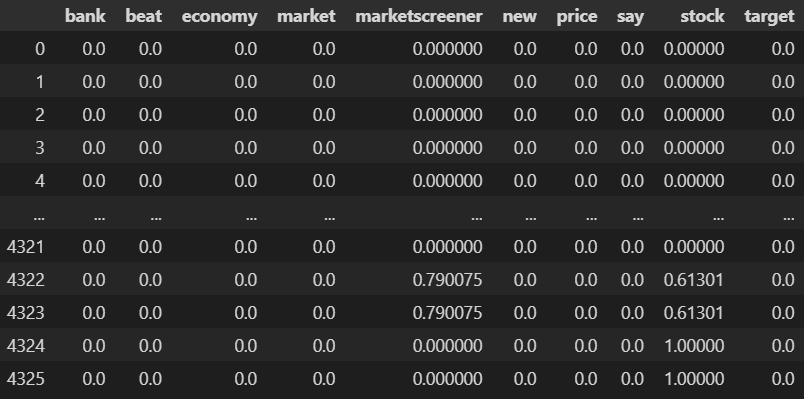 bank beat economy market marketscreener new price say stock target
0 0.0 0.0 0.0 0.0 0.000000 0.0 0.0 0.0 0.00000 0.0
1 0.0 0.0 0.0 0.0 0.000000 0.0 0.0 0.0 0.00000 0.0
2 0.0 0.0 0.0 0.0 0.000000 0.0 0.0 0.0 0.00000 0.0
3 0.0 0.0 0.0 0.0 0.000000 0.0 0.0 0.0 0.00000 0.0
4 0.0 0.0 0.0 0.0 0.000000 0.0 0.0 0.0 0.00000 0.0
... ... ... ... ... ... ... ... ... ... ...
4321 0.0 0.0 0.0 0.0 0.000000 0.0 0.0 0.0 0.00000 0.0
4322 0.0 0.0 0.0 0.0 0.790075 0.0 0.0 0.0 0.61301 0.0
4323 0.0 0.0 0.0 0.0 0.790075 0.0 0.0 0.0 0.61301 0.0
4324 0.0 0.0 0.0 0.0 0.000000 0.0 0.0 0.0 1.00000 0.0
4325 0.0 0.0 0.0 0.0 0.000000 0.0 0.0 0.0 1.00000 0.0